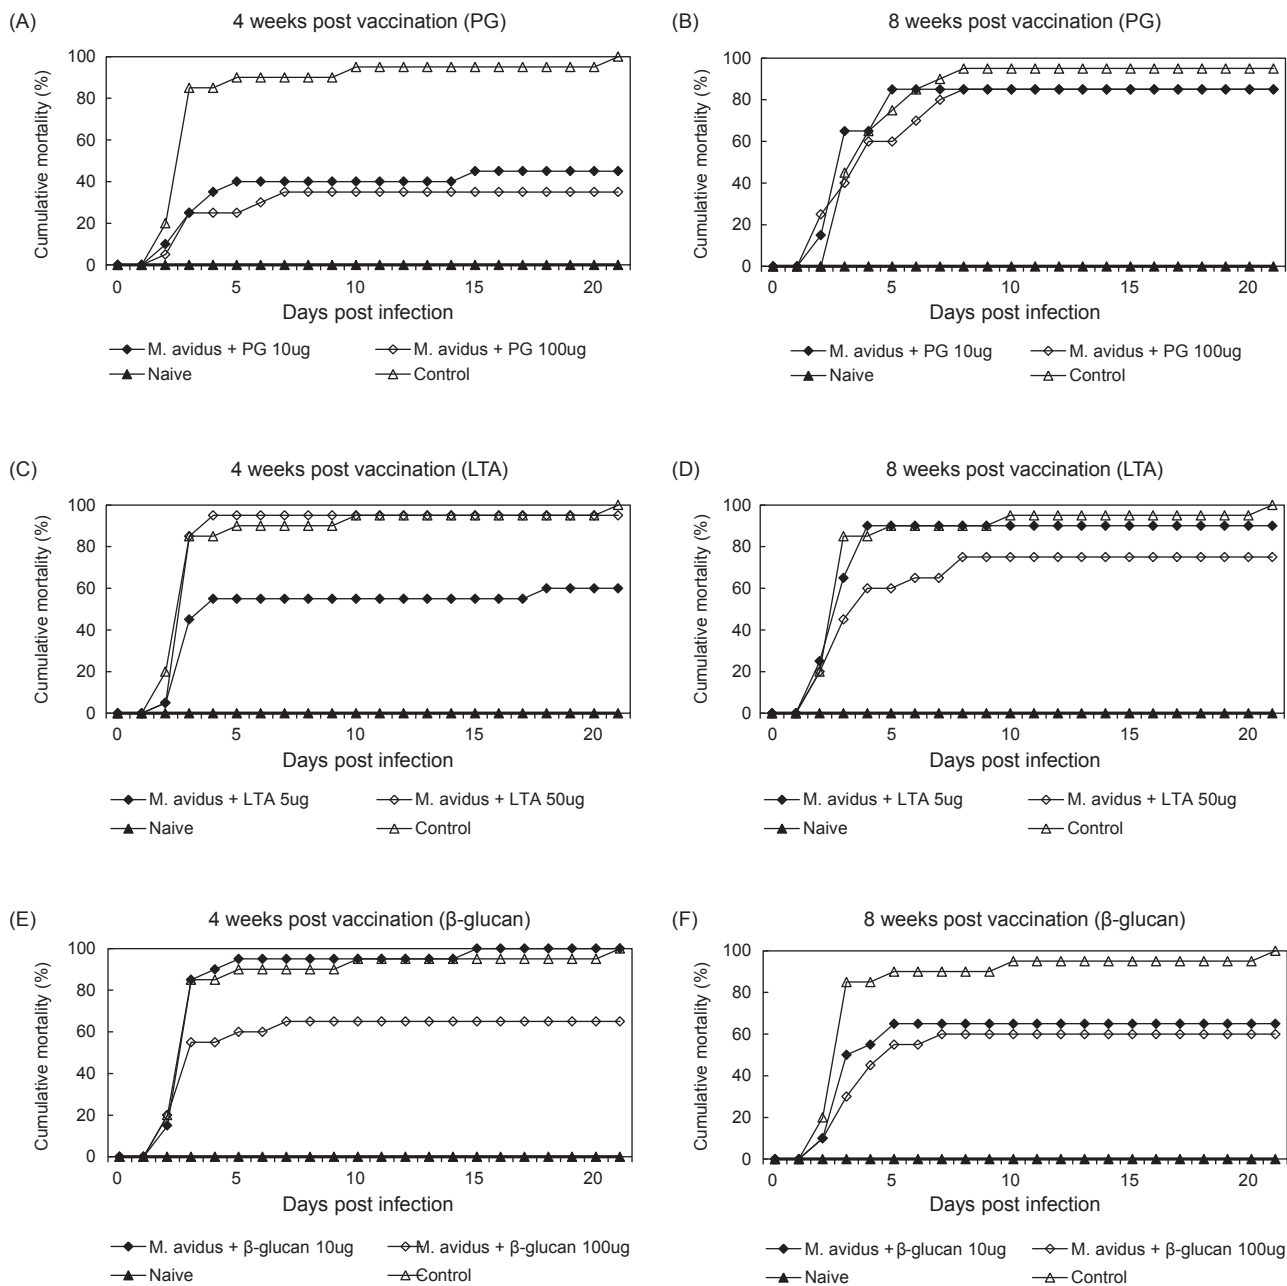 (A)
4 weeks post vaccination (PG)
Cumulative mortality (%)
100
80
60
40
20
0
0 5 10 15 20
Days post infection
M. avidus + PG 10ug M. avidus + PG 100ug
Naive Control
(B)
8 weeks post vaccination (PG)
Cumulative mortality (%)
100
80
60
40
20
0
0 5 10 15 20
Days post infection
M. avidus + PG 10ug M. avidus + PG 100ug
Naive Control
(C)
4 weeks post vaccination (LTA)
Cumulative mortality (%)
100
80
60
40
20
0
0 5 10 15 20
Days post infection
M. avidus + LTA 5ug M. avidus + LTA 50ug
Naive Control
(D)
8 weeks post vaccination (LTA)
Cumulative mortality (%)
100
80
60
40
20
0
0 5 10 15 20
Days post infection
M. avidus + LTA 5ug M. avidus + LTA 50ug
Naive Control
(E)
4 weeks post vaccination (β-glucan)
Cumulative mortality (%)
100
80
60
40
20
0
0 5 10 15 20
Days post infection
M. avidus + β-glucan 10ug M. avidus + β-glucan 100ug
Naive Control
(F)
8 weeks post vaccination (β-glucan)
Cumulative mortality (%)
100
80
60
40
20
0
0 5 10 15 20
Days post infection
M. avidus + β-glucan 10ug M. avidus + β-glucan 100ug
Naive Control